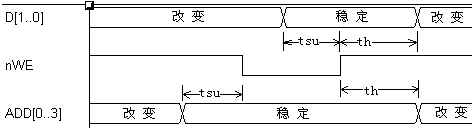 D[1..0] 改变 稳定 改变
tsu th
nWE
tsu th
ADD[0..3] 改变 稳定 改变